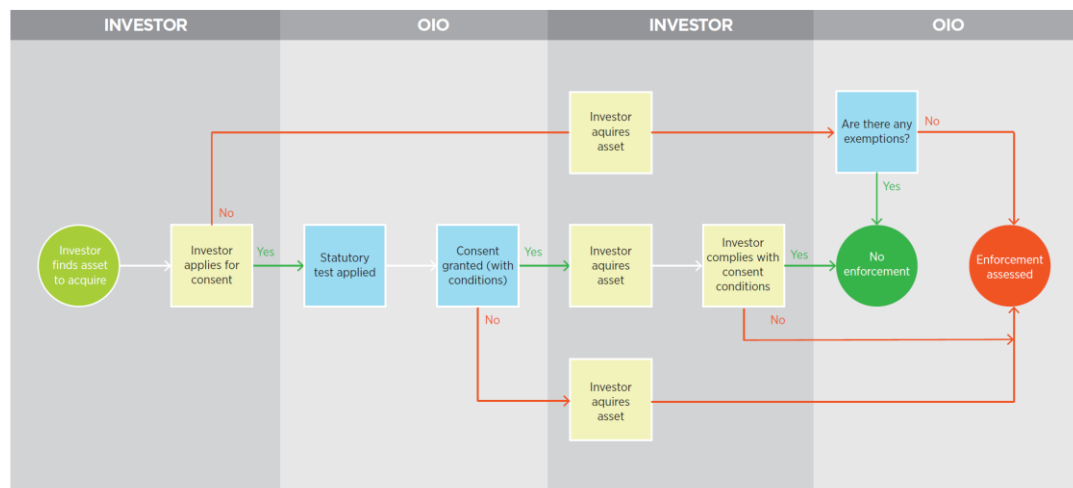 INVESTOR
OIO
INVESTOR
OIO
Investor
aquires
asset
Are there any
exemptions?
No
Yes
No
Investor
finds asset
to acquire
Investor
applies for
consent
Yes
Statutory
test applied
Consent
granted (with
conditions)
Yes
Investor
aquires
asset
Investor
complies with
consent
conditions
Yes
No
enforcement
Enforcement
assessed
No
No
Investor
aquires
asset